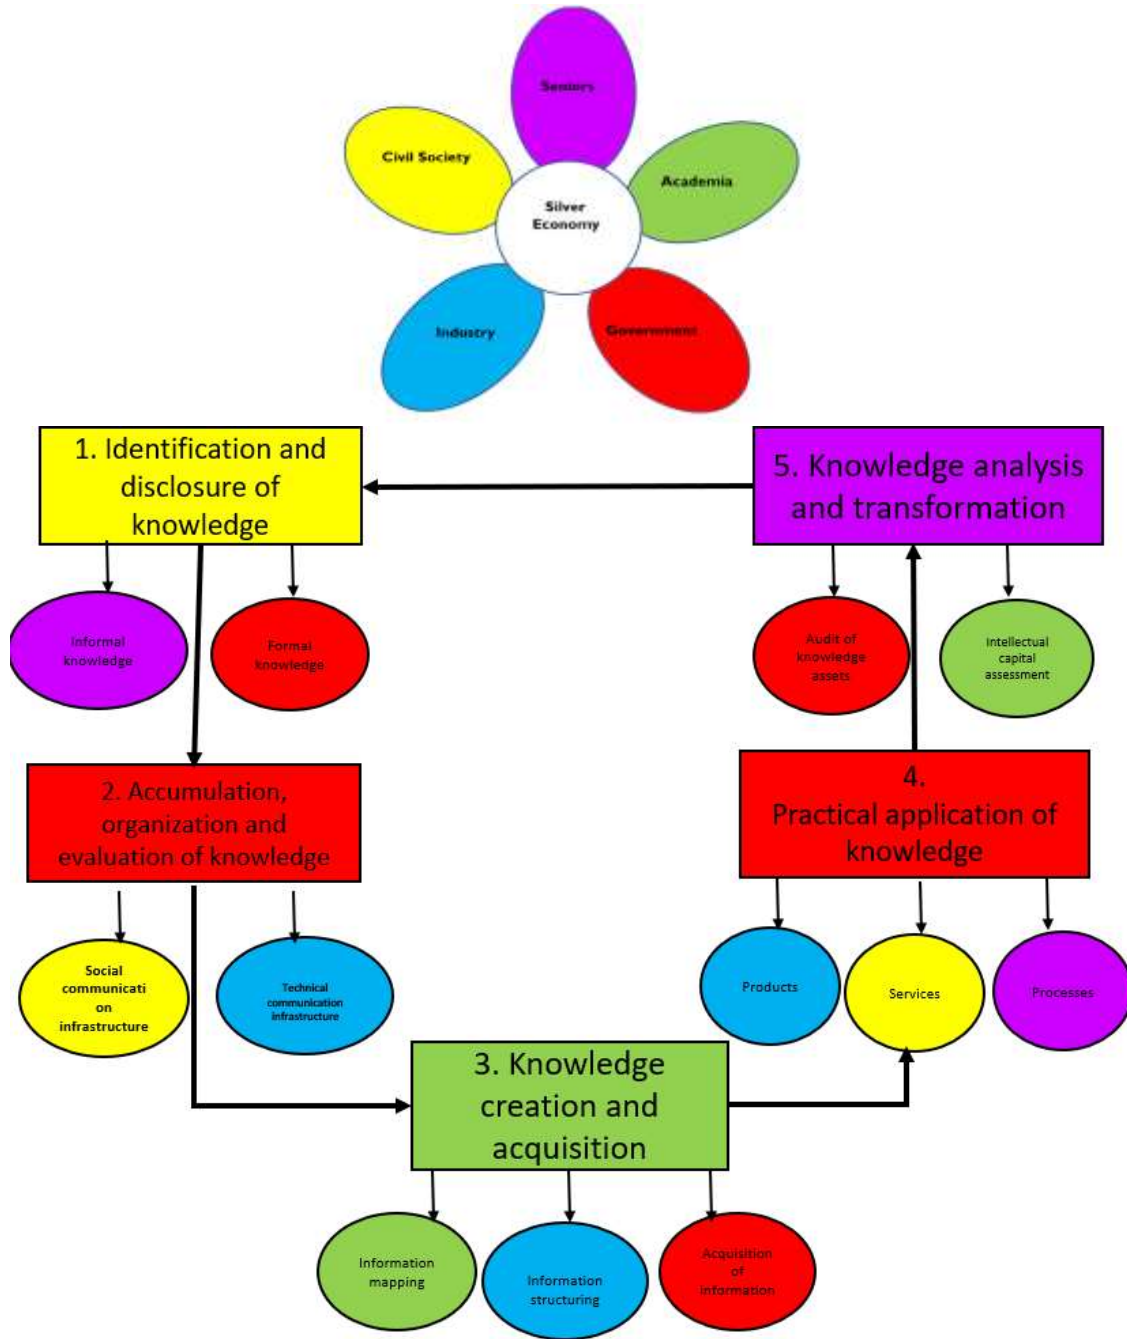 Seniors
Civil Society
Academia
Silver
Economy
Industry
Government
1. Identification and
disclosure of
knowledge
5. Knowledge analysis
and transformation
Informal
knowledge
Formal
knowledge
Audit of
knowledge
assets
Intellectual
capital
assessment
2. Accumulation,
organization and
evaluation of knowledge
4.
Practical application of
knowledge
Social
communicati
on
infrastructure
Technical
communication
infrastructure
Products
Services
Processes
3. Knowledge
creation and
acquisition
Information
mapping
Information
structuring
Acquisition
of
information